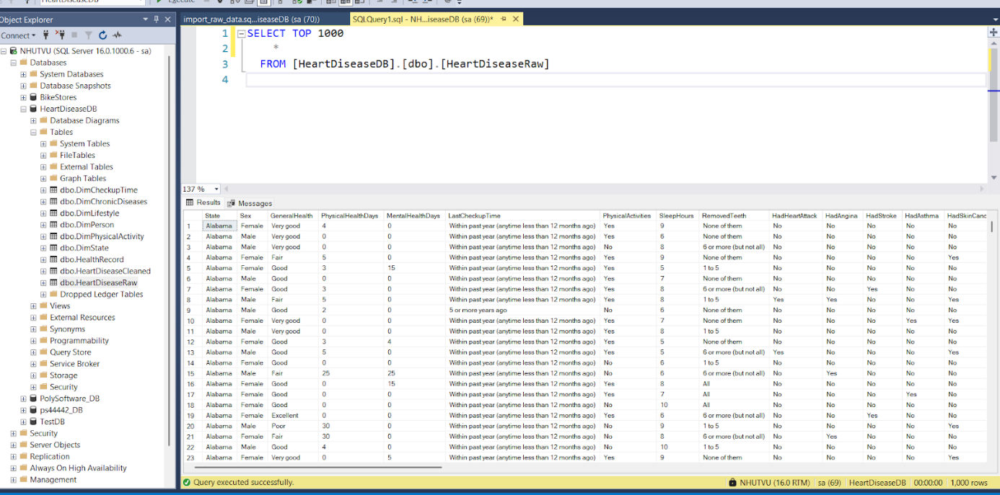 HeartDiseaseDB Execute
Object Explorer
import_raw_data.sq...iseaseDB (sa (70))
SQLQuery1.sql - NH...iseaseDB (sa (69))*
Connect
NHUTVU (SQL Server 16.0.1000.6 - sa)
Databases
System Databases
Database Snapshots
BikeStores
HeartDiseaseDB
Database Diagrams
Tables
System Tables
FileTables
External Tables
Graph Tables
dbo.DimCheckupTime
dbo.DimChronicDiseases
dbo.DimLifestyle
dbo.DimPerson
dbo.DimPhysicalActivity
dbo.DimState
dbo.HealthRecord
dbo.HeartDiseaseCleaned
dbo.HeartDiseaseRaw
Dropped Ledger Tables
Views
External Resources
Synonyms
Programmability
Query Store
Service Broker
Storage
Security
PolySoftware_DB
ps44442_DB
TestDB
Security
Server Objects
Replication
Always On High Availability
Management
1 SELECT TOP 1000
2 *
3 FROM [HeartDiseaseDB].[dbo].[HeartDiseaseRaw]
4
137 %
Results Messages
State Sex GeneralHealth PhysicalHealthDays MentalHealthDays LastCheckupTime PhysicalActivities SleepHours RemovedTeeth HadHeartAttack HadAngina HadStroke HadAsthma HadSkinCanc
1 Alabama Female Very good 4 0 Within past year (anytime less than 12 months ago) Yes 9 None of them No No No No No
2 Alabama Male Very good 0 0 Within past year (anytime less than 12 months ago) Yes 6 None of them No No No No No
3 Alabama Male Very good 0 0 Within past year (anytime less than 12 months ago) No 8 6 or more (but not all) No No No No No
4 Alabama Female Fair 5 0 Within past year (anytime less than 12 months ago) Yes 9 None of them No No No No Yes
5 Alabama Female Good 3 15 Within past year (anytime less than 12 months ago) Yes 5 1 to 5 No No No No No
6 Alabama Male Good 0 0 Within past year (anytime less than 12 months ago) Yes 7 None of them No No No No No
7 Alabama Female Good 3 0 Within past year (anytime less than 12 months ago) Yes 8 6 or more (but not all) No No Yes No No
8 Alabama Male Fair 5 0 Within past year (anytime less than 12 months ago) Yes 8 1 to 5 Yes Yes No No Yes
9 Alabama Male Good 2 0 5 or more years ago No 6 None of them No No No No No
10 Alabama Female Very good 0 0 Within past year (anytime less than 12 months ago) Yes 7 None of them No No No Yes Yes
11 Alabama Male Very good 0 0 Within past year (anytime less than 12 months ago) Yes 8 1 to 5 No No No No No
12 Alabama Female Good 3 4 Within past year (anytime less than 12 months ago) Yes 5 None of them No No No No No
13 Alabama Male Good 5 0 Within past year (anytime less than 12 months ago) Yes 5 6 or more (but not all) Yes No No No Yes
14 Alabama Female Good 0 0 Within past year (anytime less than 12 months ago) No 6 1 to 5 No No No No No
15 Alabama Male Fair 25 25 Within past year (anytime less than 12 months ago) No 6 6 or more (but not all) No Yes No No No
16 Alabama Female Good 0 15 Within past year (anytime less than 12 months ago) Yes 8 All No No No No No
17 Alabama Female Good 0 0 Within past year (anytime less than 12 months ago) Yes 7 All No No No Yes No
18 Alabama Female Good 0 0 Within past year (anytime less than 12 months ago) No 10 All No No No No No
19 Alabama Female Excellent 0 0 Within past year (anytime less than 12 months ago) Yes 6 6 or more (but not all) No No Yes No No
20 Alabama Male Poor 30 0 Within past year (anytime less than 12 months ago) No 9 1 to 5 No No No No Yes
21 Alabama Female Fair 30 0 Within past year (anytime less than 12 months ago) No 8 6 or more (but not all) No Yes No No No
22 Alabama Male Good 4 0 Within past year (anytime less than 12 months ago) No 10 1 to 5 No No No No No
23 Alabama Female Very good 0 5 Within past year (anytime less than 12 months ago) Yes 9 None of them No No No No Yes
Query executed successfully.
NHUTVU (16.0 RTM) sa (69) HeartDiseaseDB 00:00:00 1,000 rows